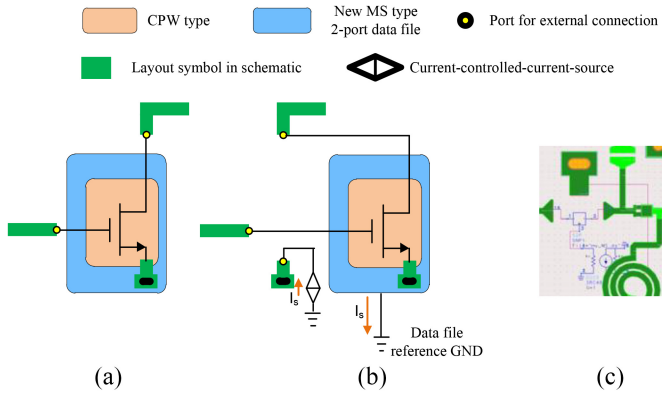 CPW type
New MS type
2-port data file
Port for external connection
Layout symbol in schematic
Current-controlled-current-source
Is
Is
Data file
reference GND
(a)
(b)
(c)